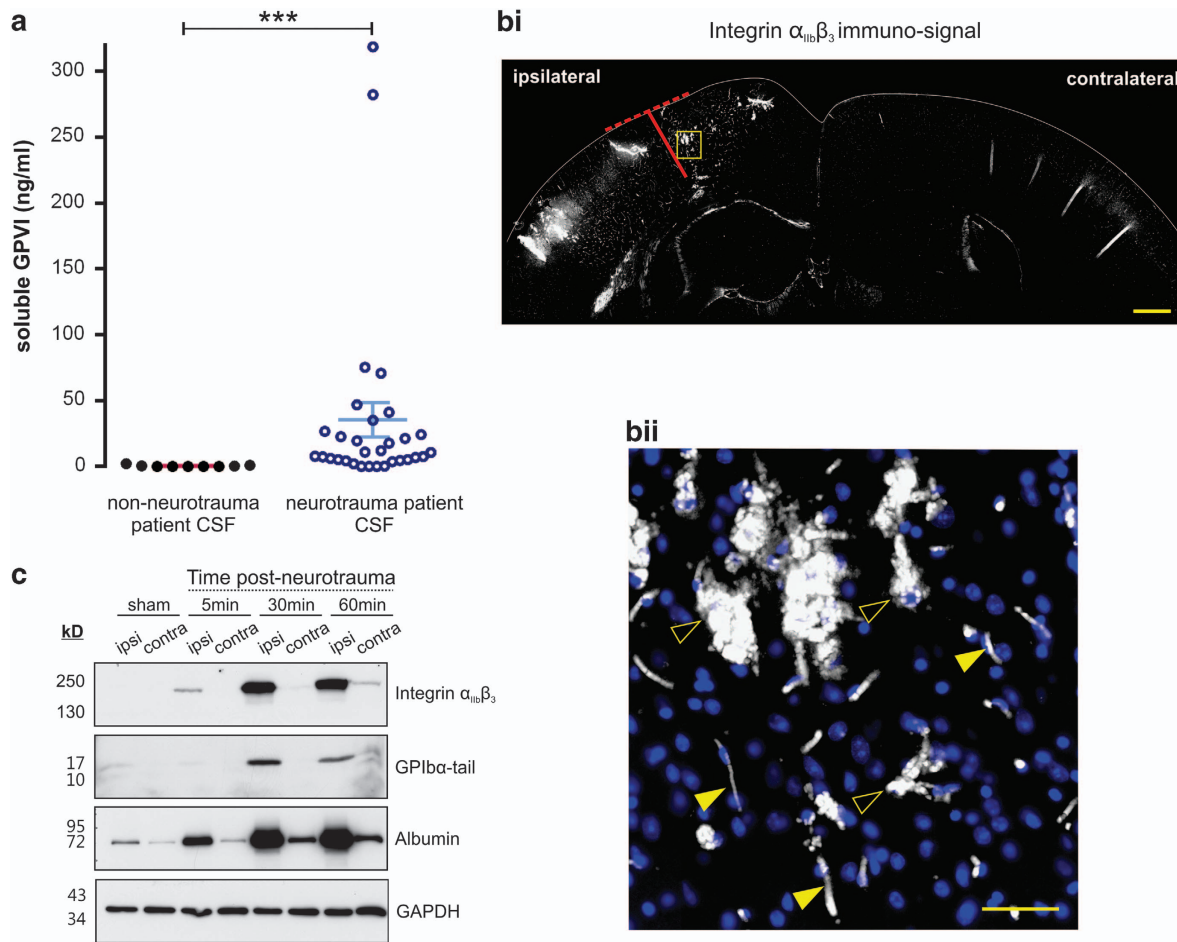 a
***
soluble GPVI (ng/ml)
300
250
200
150
100
50
0
non-neurotrauma
patient CSF
neurotrauma patient
CSF
bi
Integrin αIIbβ3 immuno-signal
ipsilateral
contralateral
bii
c
Time post-neurotrauma
sham 5min 30min 60min
kD ipsi contra ipsi contra ipsi contra ipsi contra
250
130
Integrin αIIbβ3
17
10
GPIbα-tail
95
72
Albumin
43
34
GAPDH